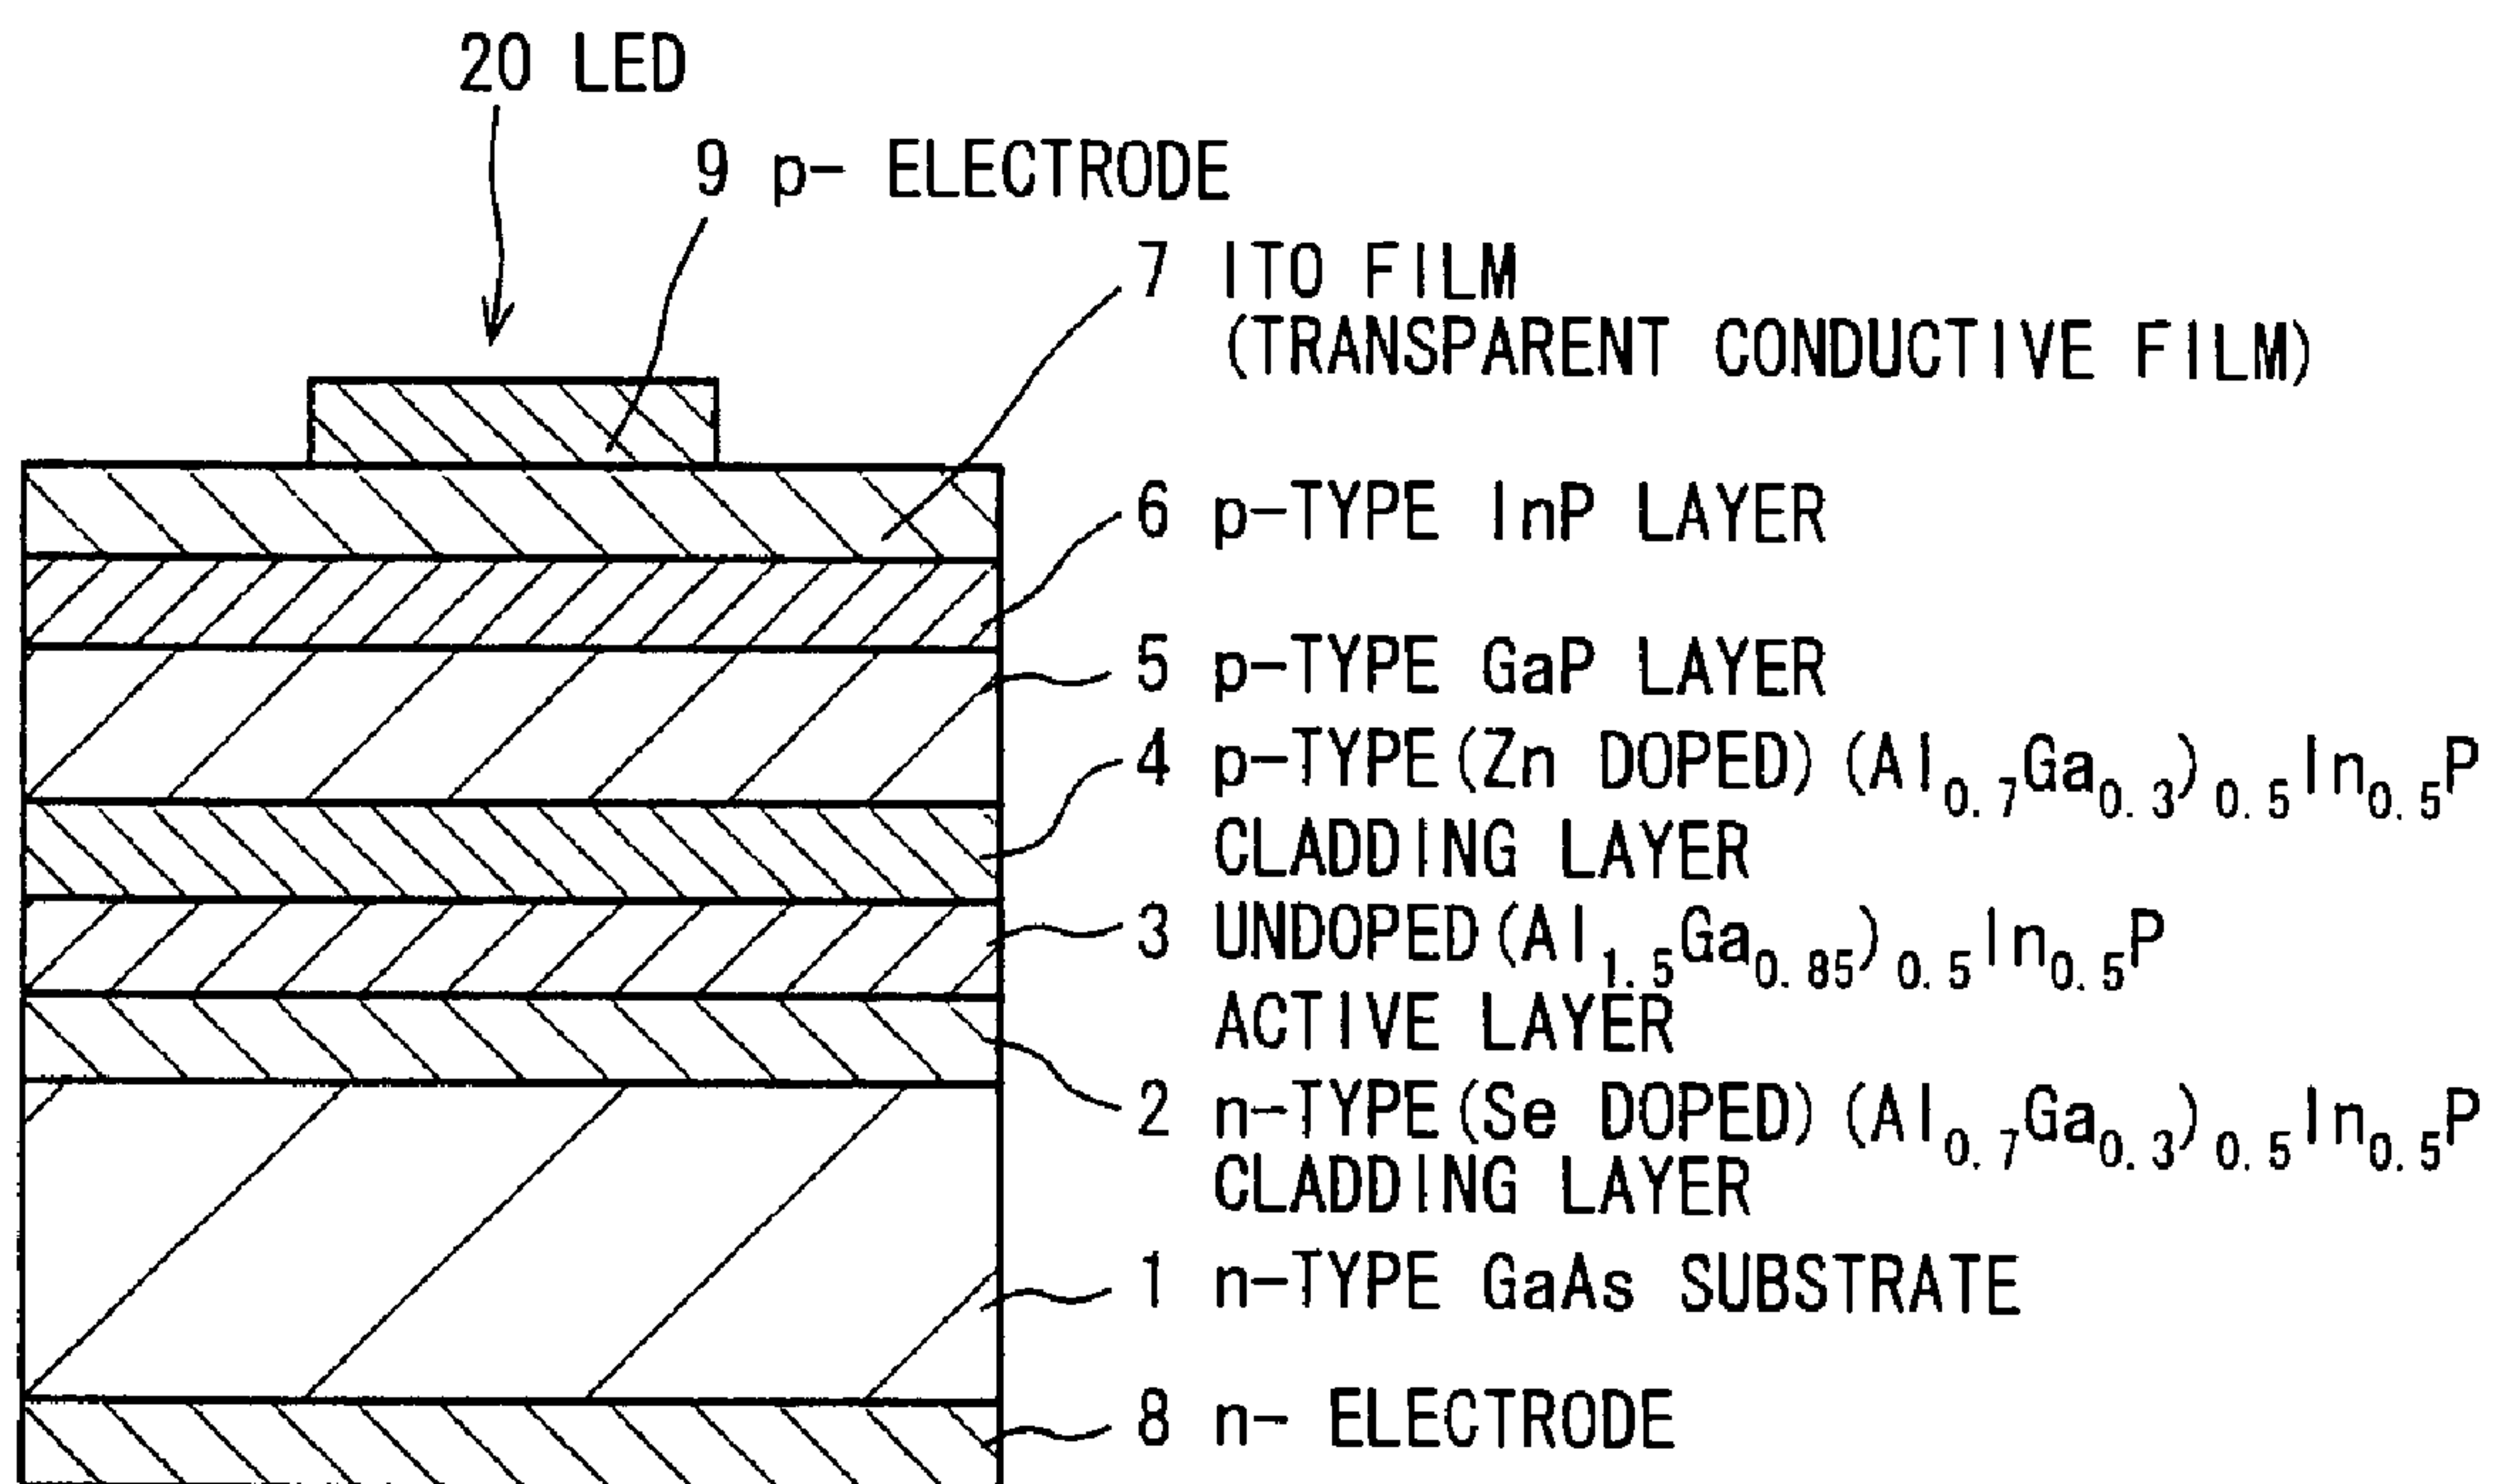 20 LED
9 p- ELECTRODE
7 ITO FILM
(TRANSPARENT CONDUCTIVE FILM)
6 p-TYPE InP LAYER
5 p-TYPE GaP LAYER
4 p-TYPE(Zn DOPED)(Al0.7Ga0.3)0.5In0.5P
CLADDING LAYER
3 UNDOPED(Al1.5Ga0.85)0.5In0.5P
ACTIVE LAYER
2 n-TYPE(Se DOPED)(Al0.7Ga0.3)0.5In0.5P
CLADDING LAYER
1 n-TYPE GaAs SUBSTRATE
8 n- ELECTRODE